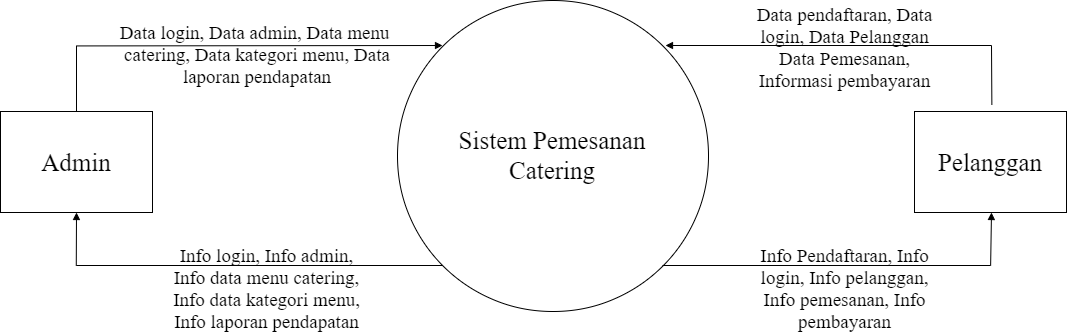 Data login, Data admin, Data menu
catering, Data kategori menu, Data
laporan pendapatan
Data pendaftaran, Data
login, Data Pelanggan
Data Pemesanan,
Informasi pembayaran
Admin
Sistem Pemesanan
Catering
Pelanggan
Info login, Info admin,
Info data menu catering,
Info data kategori menu,
Info laporan pendapatan
Info Pendaftaran, Info
login, Info pelanggan,
Info pemesanan, Info
pembayaran